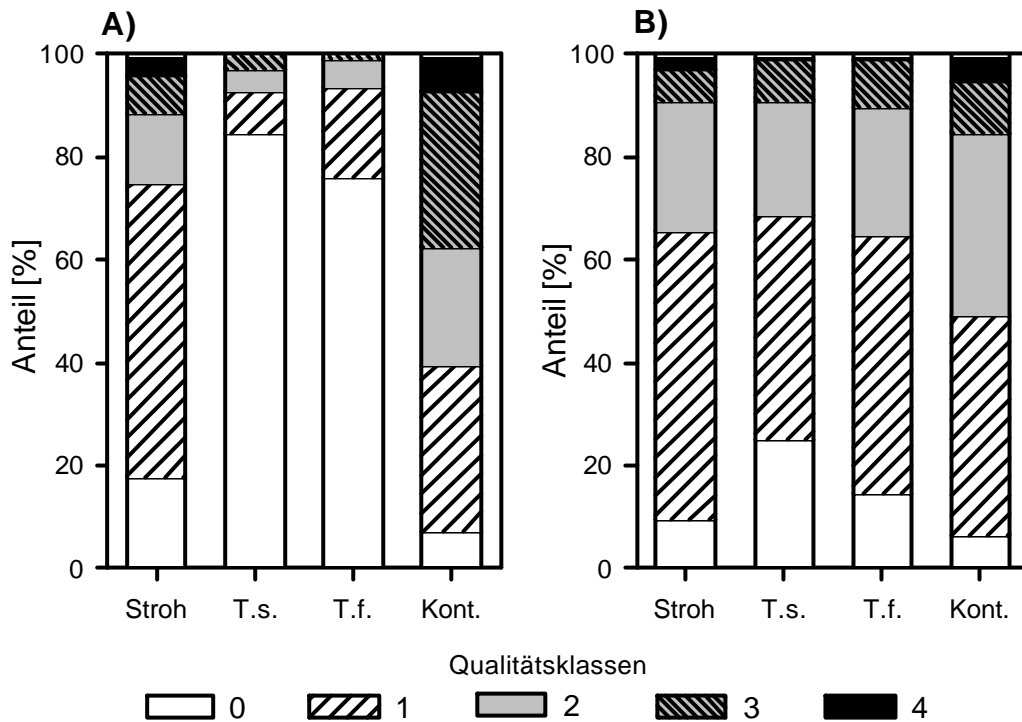 A)
B)
100
80
60
40
20
0
Anteil [%]
Stroh T.s. T.f. Kont.
100
80
60
40
20
0
Anteil [%]
Stroh T.s. T.f. Kont.
Qualitätsklassen
0 1 2 3 4